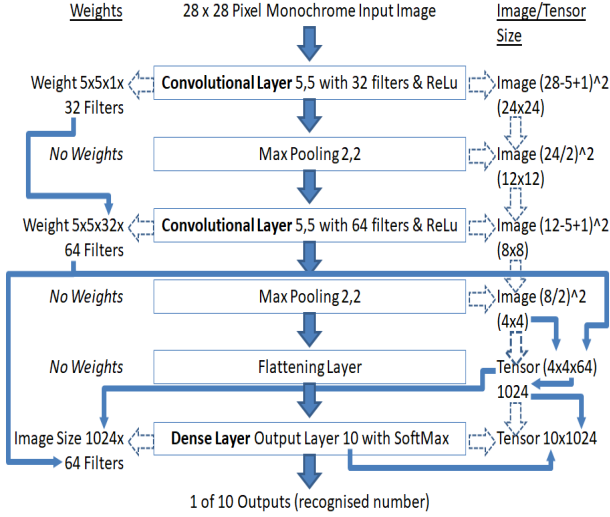 Weights 28 x 28 Pixel Monochrome Input Image Image/Tensor
Size
Weight 5x5x1x Convolutional Layer 5,5 with 32 filters & ReLu Image (28-5+1)^2
32 Filters (24x24)
No Weights Max Pooling 2,2 Image (24/2)^2
(12x12)
Weight 5x5x32x Convolutional Layer 5,5 with 64 filters & ReLu Image (12-5+1)^2
64 Filters (8x8)
No Weights Max Pooling 2,2 Image (8/2)^2
(4x4)
No Weights Flattening Layer Tensor (4x4x64)
1024
Image Size 1024x Dense Layer Output Layer 10 with SoftMax Tensor 10x1024
64 Filters
1 of 10 Outputs (recognised number)